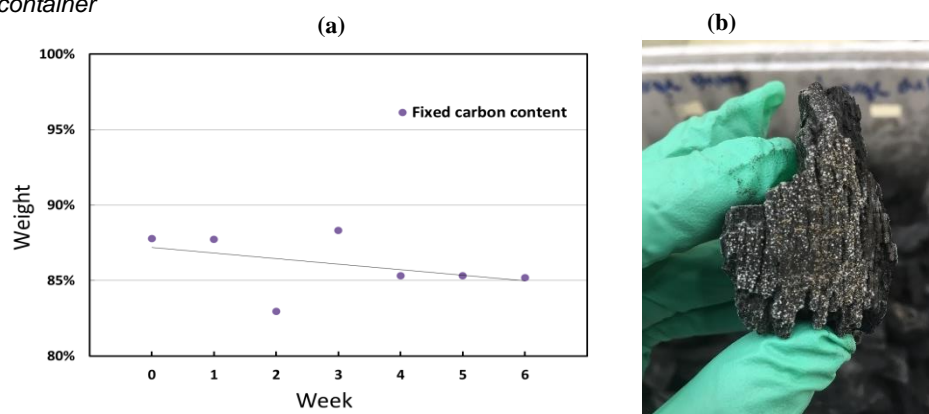 container
(a)
100%
95%
90%
85%
80%
Weight
Fixed carbon content
0 1 2 3 4 5 6
Week
(b)